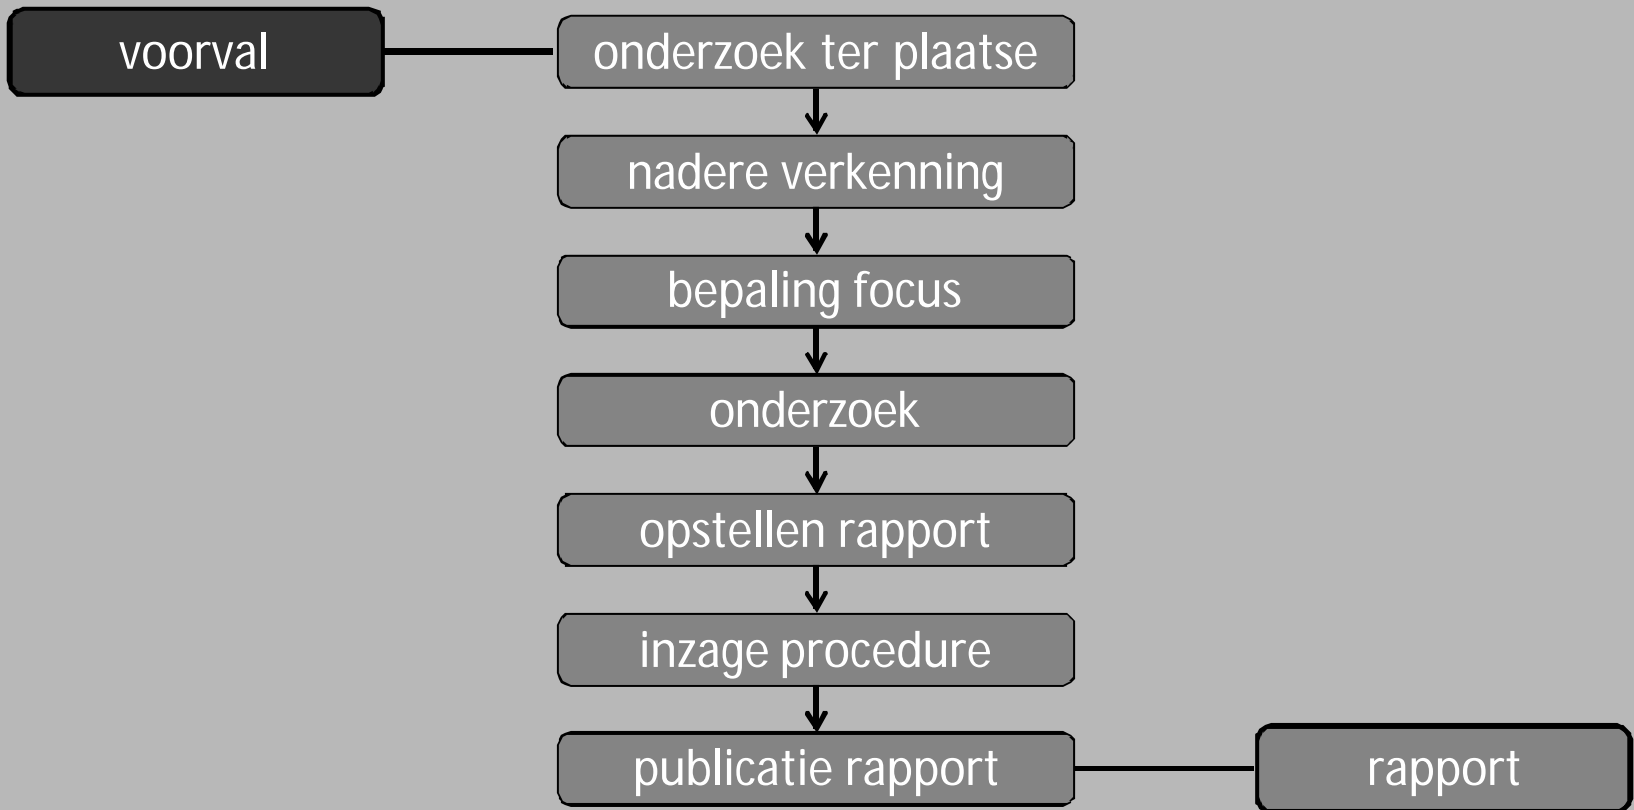 voorval
onderzoek ter plaatse
nadere verkenning
bepaling focus
onderzoek
opstellen rapport
inzage procedure
publicatie rapport
rapport